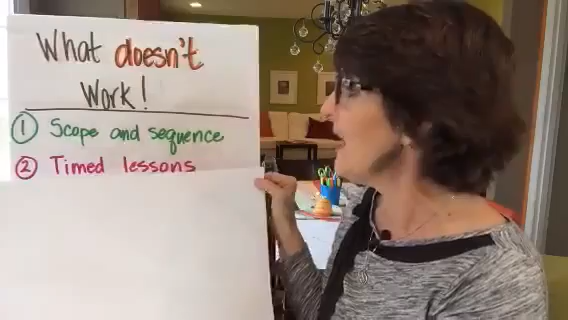 What doesn't
Work!
1 Scope and sequence
2 Timed lessons